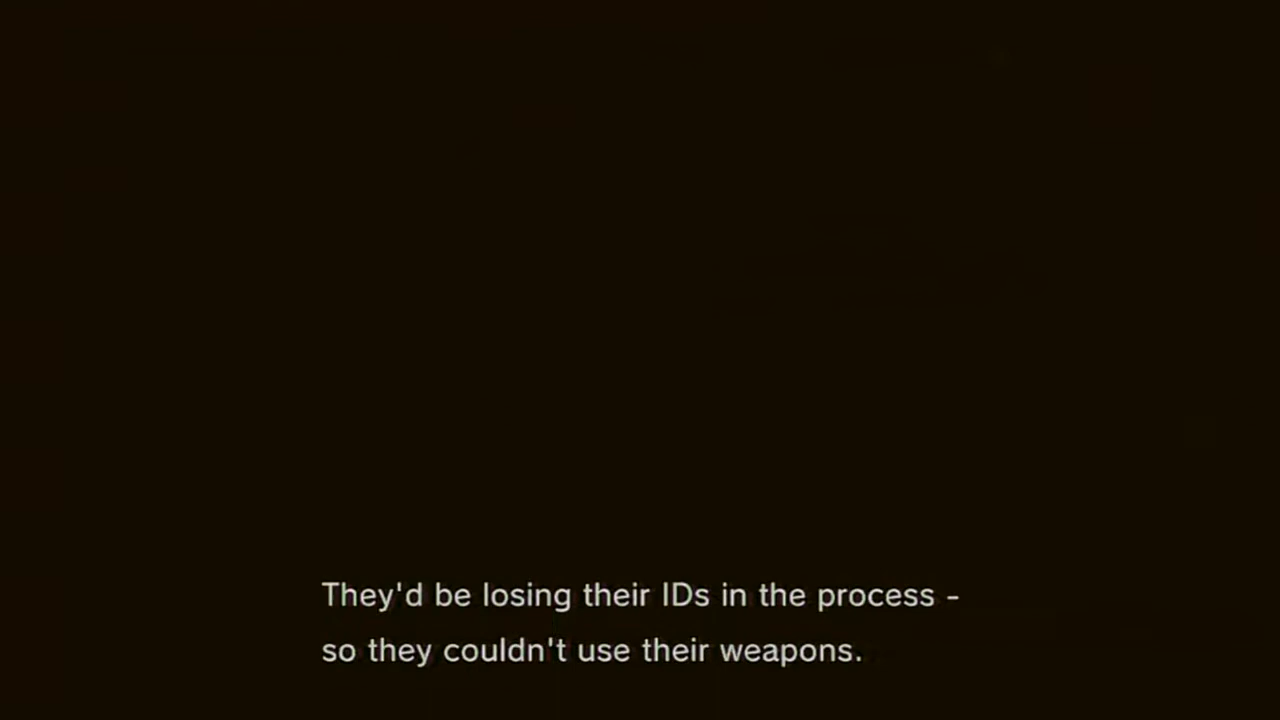 They'd be losing their IDs in the process -
so they couldn't use their weapons.